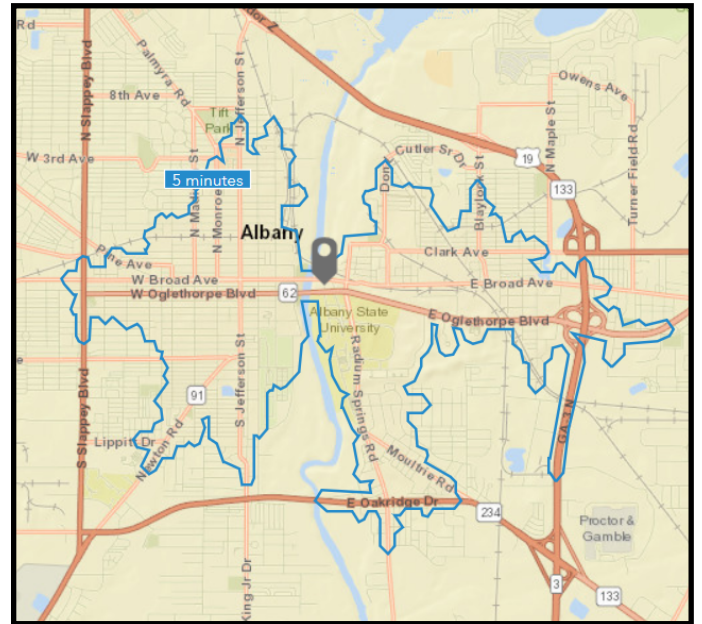 Rd
dor Z
N Slappey Blvd
Palmyra Rd
N Jefferson St
8th Ave
Tift
Park
Owens Ave
Cutler Sr Dr
N Maple St
Turner Field Rd
W 3rd Ave
19
133
5 minutes
Blaylock St
N Monroe
Albany
Pine Ave
Clark Ave
W Broad Ave
E Broad Ave
W Oglethorpe Blvd
62
Albany State
University
E Oglethorpe Blvd
Radium Springs Rd
91
S Jefferson St
S Slappey Blvd
Lippitt Dr
Newton Rd
GA-3 N
Moultrie Rd
E Oakridge Dr
234
Proctor &
Gamble
King Jr Dr
3
133